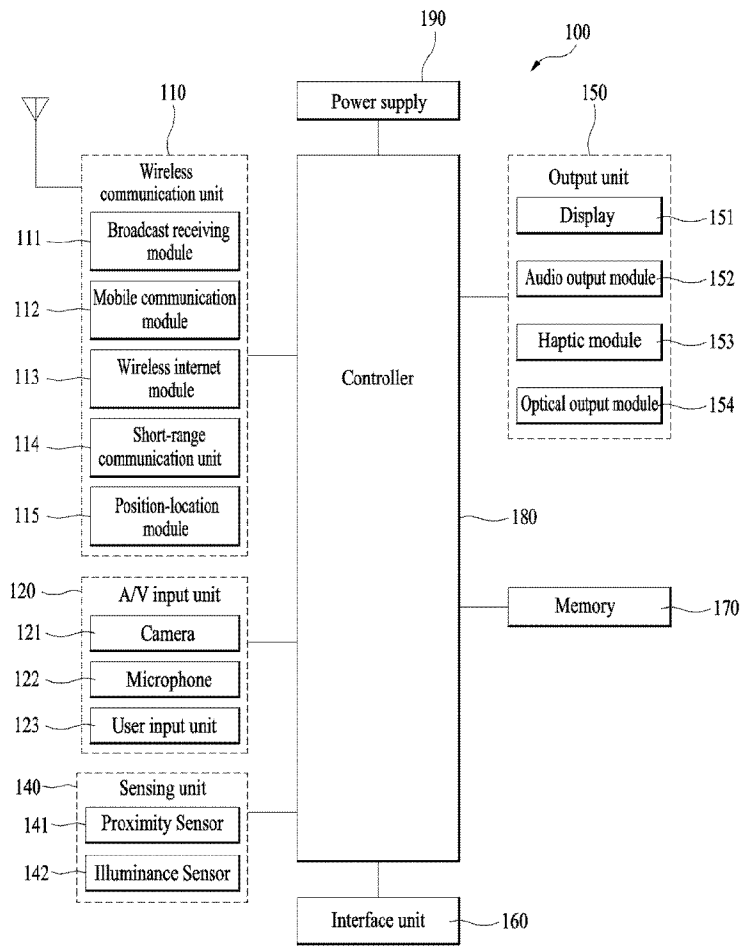 190
100
Power supply
110
Wireless
communication unit
111
Broadcast receiving
module
112
Mobile communication
module
113
Wireless internet
module
114
Short-range
communication unit
115
Position-location
module
120
A/V input unit
121
Camera
122
Microphone
123
User input unit
140
Sensing unit
141
Proximity Sensor
142
Illuminance Sensor
Controller
180
150
Output unit
Display
151
Audio output module
152
Haptic module
153
Optical output module
154
Memory
170
Interface unit
160